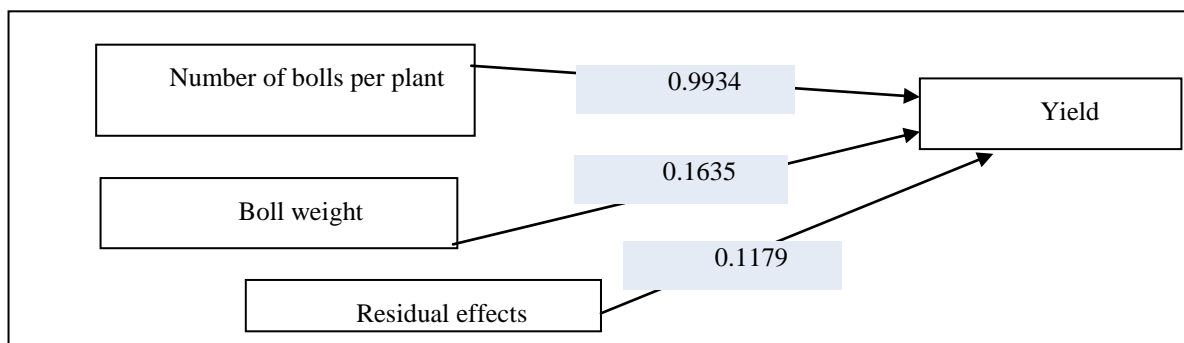 Number of bolls per plant
0.9934
Yield
0.1635
Boll weight
0.1179
Residual effects